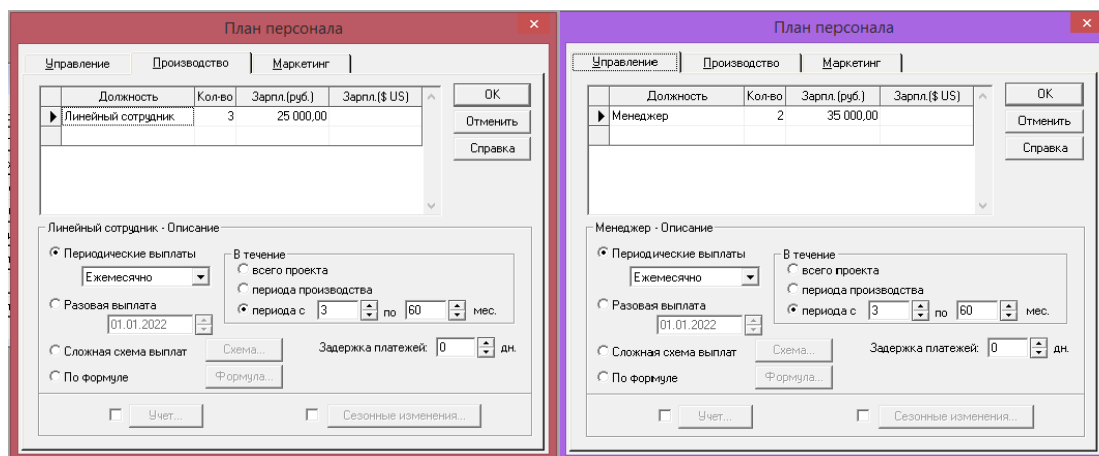 План персонала
Управление Производство Маркетинг
Должность Кол-во Зарпл.(руб.) Зарпл.($ US)
Линейный сотрудник 3 25 000,00
OK
Отменить
Справка
Линейный сотрудник - Описание
Периодические выплаты
Ежемесячно
Разовая выплата
01.01.2022
Сложная схема выплат Схема...
По формуле Формула...
В течение
всего проекта
периода производства
периода с 3 по 60 мес.
Задержка платежей: 0 дн.
Учет... Сезонные изменения...
План персонала
Управление Производство Маркетинг
Должность Кол-во Зарпл.(руб.) Зарпл.($ US)
Менеджер 2 35 000,00
OK
Отменить
Справка
Менеджер - Описание
Периодические выплаты
Ежемесячно
Разовая выплата
01.01.2022
Сложная схема выплат Схема...
По формуле Формула...
В течение
всего проекта
периода производства
периода с 3 по 60 мес.
Задержка платежей: 0 дн.
Учет... Сезонные изменения...